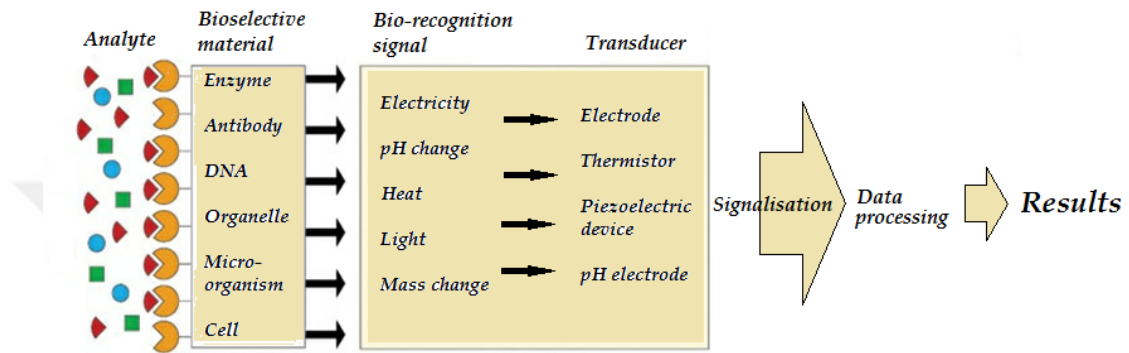 Analyte
Bioselective
material
Bio-recognition
signal
Transducer
Enzyme
Antibody
DNA
Organelle
Micro-
organism
Cell
Electricity
pH change
Heat
Light
Mass change
Electrode
Thermistor
Piezoelectric
device
pH electrode
Signalisation
Data
processing
Results